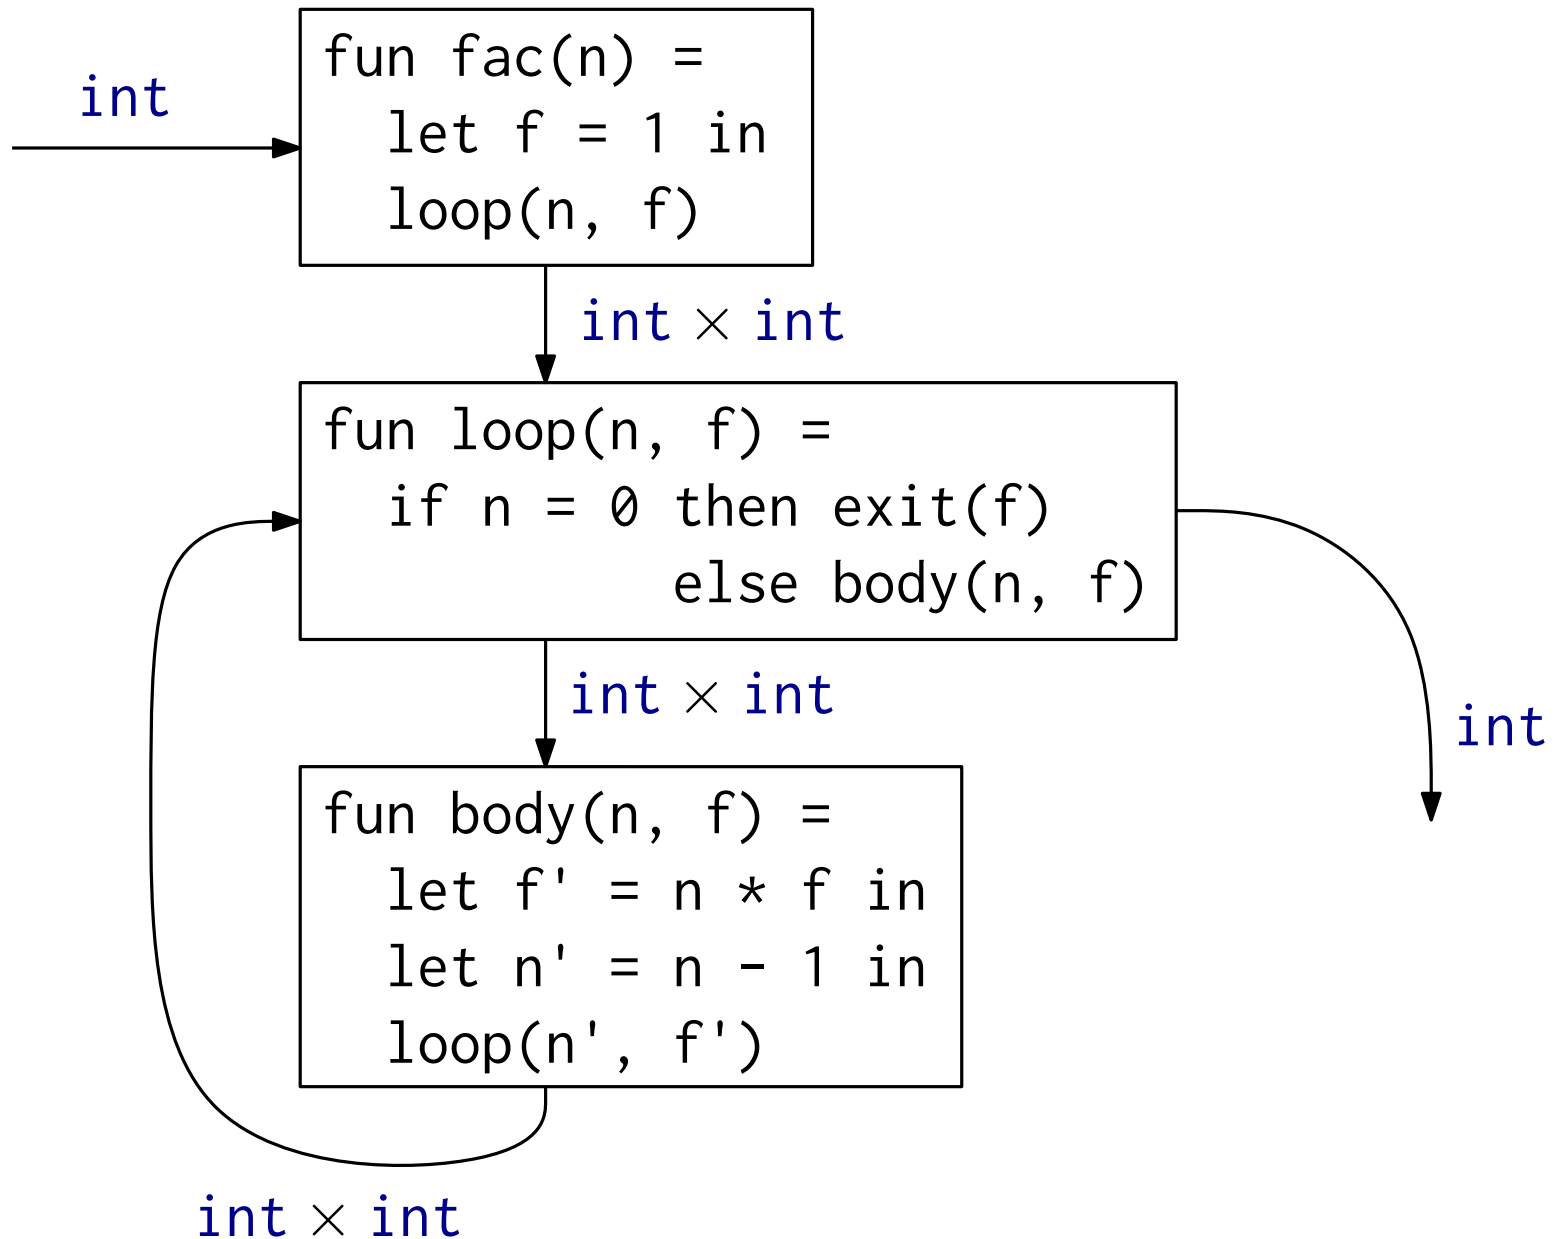 int
fun fac(n) =
  let f = 1 in
  loop(n, f)
int × int
fun loop(n, f) =
  if n = 0 then exit(f)
           else body(n, f)
int × int
int
fun body(n, f) =
  let f' = n * f in
  let n' = n - 1 in
  loop(n', f')
int × int